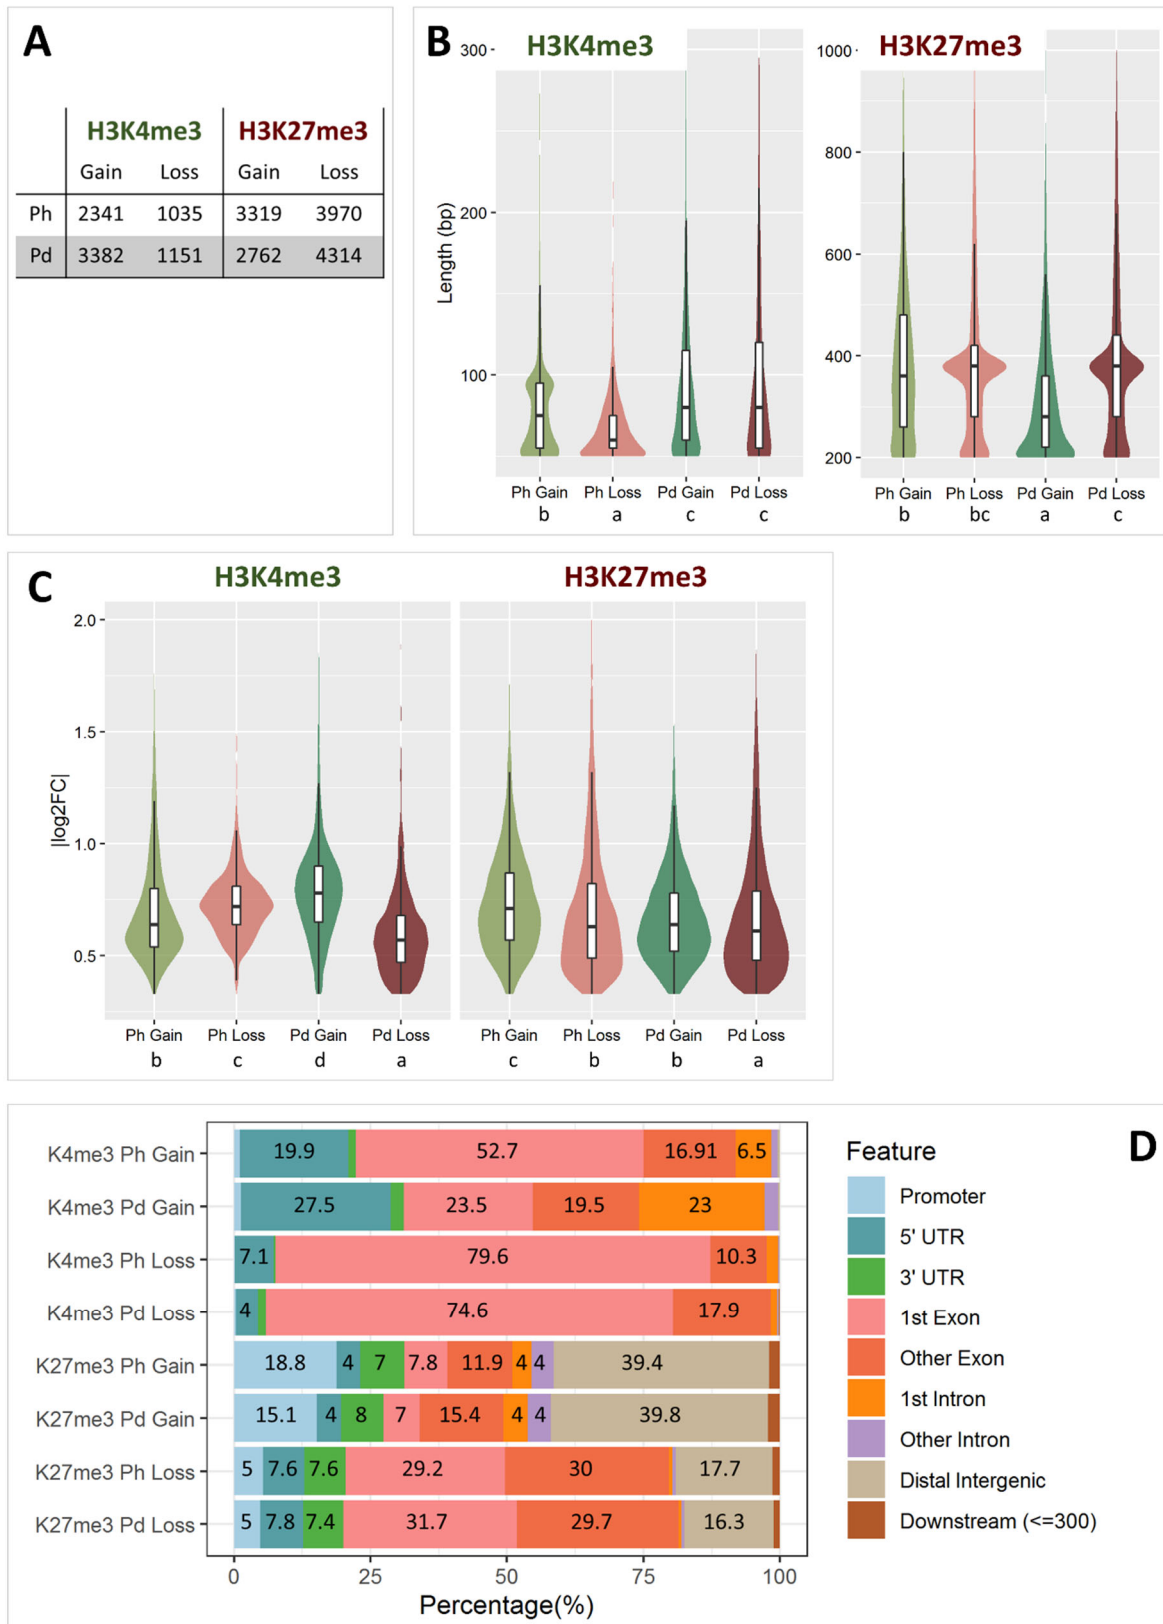 A
H3K4me3 H3K27me3
Gain Loss Gain Loss
Ph 2341 1035 3319 3970
Pd 3382 1151 2762 4314
B
H3K4me3 H3K27me3
Length (bp)
300
200
100
1000
800
600
400
200
Ph Gain Ph Loss Pd Gain Pd Loss
b a c c
Ph Gain Ph Loss Pd Gain Pd Loss
b bc a c
C
H3K4me3 H3K27me3
|log2FC|
2.0
1.5
1.0
0.5
Ph Gain Ph Loss Pd Gain Pd Loss
b c d a
Ph Gain Ph Loss Pd Gain Pd Loss
c b b a
D
K4me3 Ph Gain 19.9 52.7 16.91 6.5
K4me3 Pd Gain 27.5 23.5 19.5 23
K4me3 Ph Loss 7.1 79.6 10.3
K4me3 Pd Loss 4 74.6 17.9
K27me3 Ph Gain 18.8 4 7 7.8 11.9 4 4 39.4
K27me3 Pd Gain 15.1 4 8 7 15.4 4 4 39.8
K27me3 Ph Loss 5 7.6 7.6 29.2 30 17.7
K27me3 Pd Loss 5 7.8 7.4 31.7 29.7 16.3
0 25 50 75 100
Percentage(%)
Feature
Promoter
5' UTR
3' UTR
1st Exon
Other Exon
1st Intron
Other Intron
Distal Intergenic
Downstream (<=300)